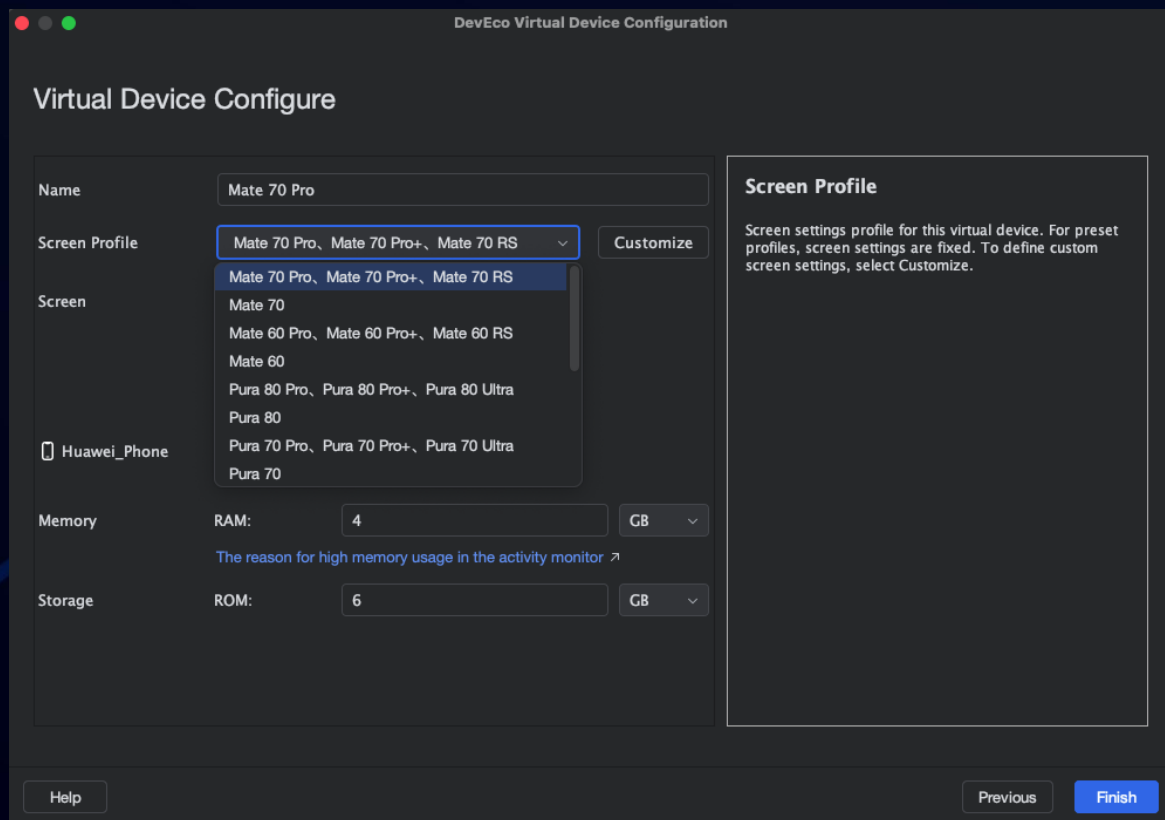 DevEco Virtual Device Configuration
Virtual Device Configure
Name
Mate 70 Pro
Screen Profile
Mate 70 Pro、Mate 70 Pro+、Mate 70 RS
Customize
Mate 70 Pro、Mate 70 Pro+、Mate 70 RS
Mate 70
Mate 60 Pro、Mate 60 Pro+、Mate 60 RS
Mate 60
Pura 80 Pro、Pura 80 Pro+、Pura 80 Ultra
Pura 80
Pura 70 Pro、Pura 70 Pro+、Pura 70 Ultra
Pura 70
Screen
Huawei_Phone
Memory
RAM:
4
GB
The reason for high memory usage in the activity monitor ↗
Storage
ROM:
6
GB
Screen Profile
Screen settings profile for this virtual device. For preset
profiles, screen settings are fixed. To define custom
screen settings, select Customize.
Help
Previous
Finish